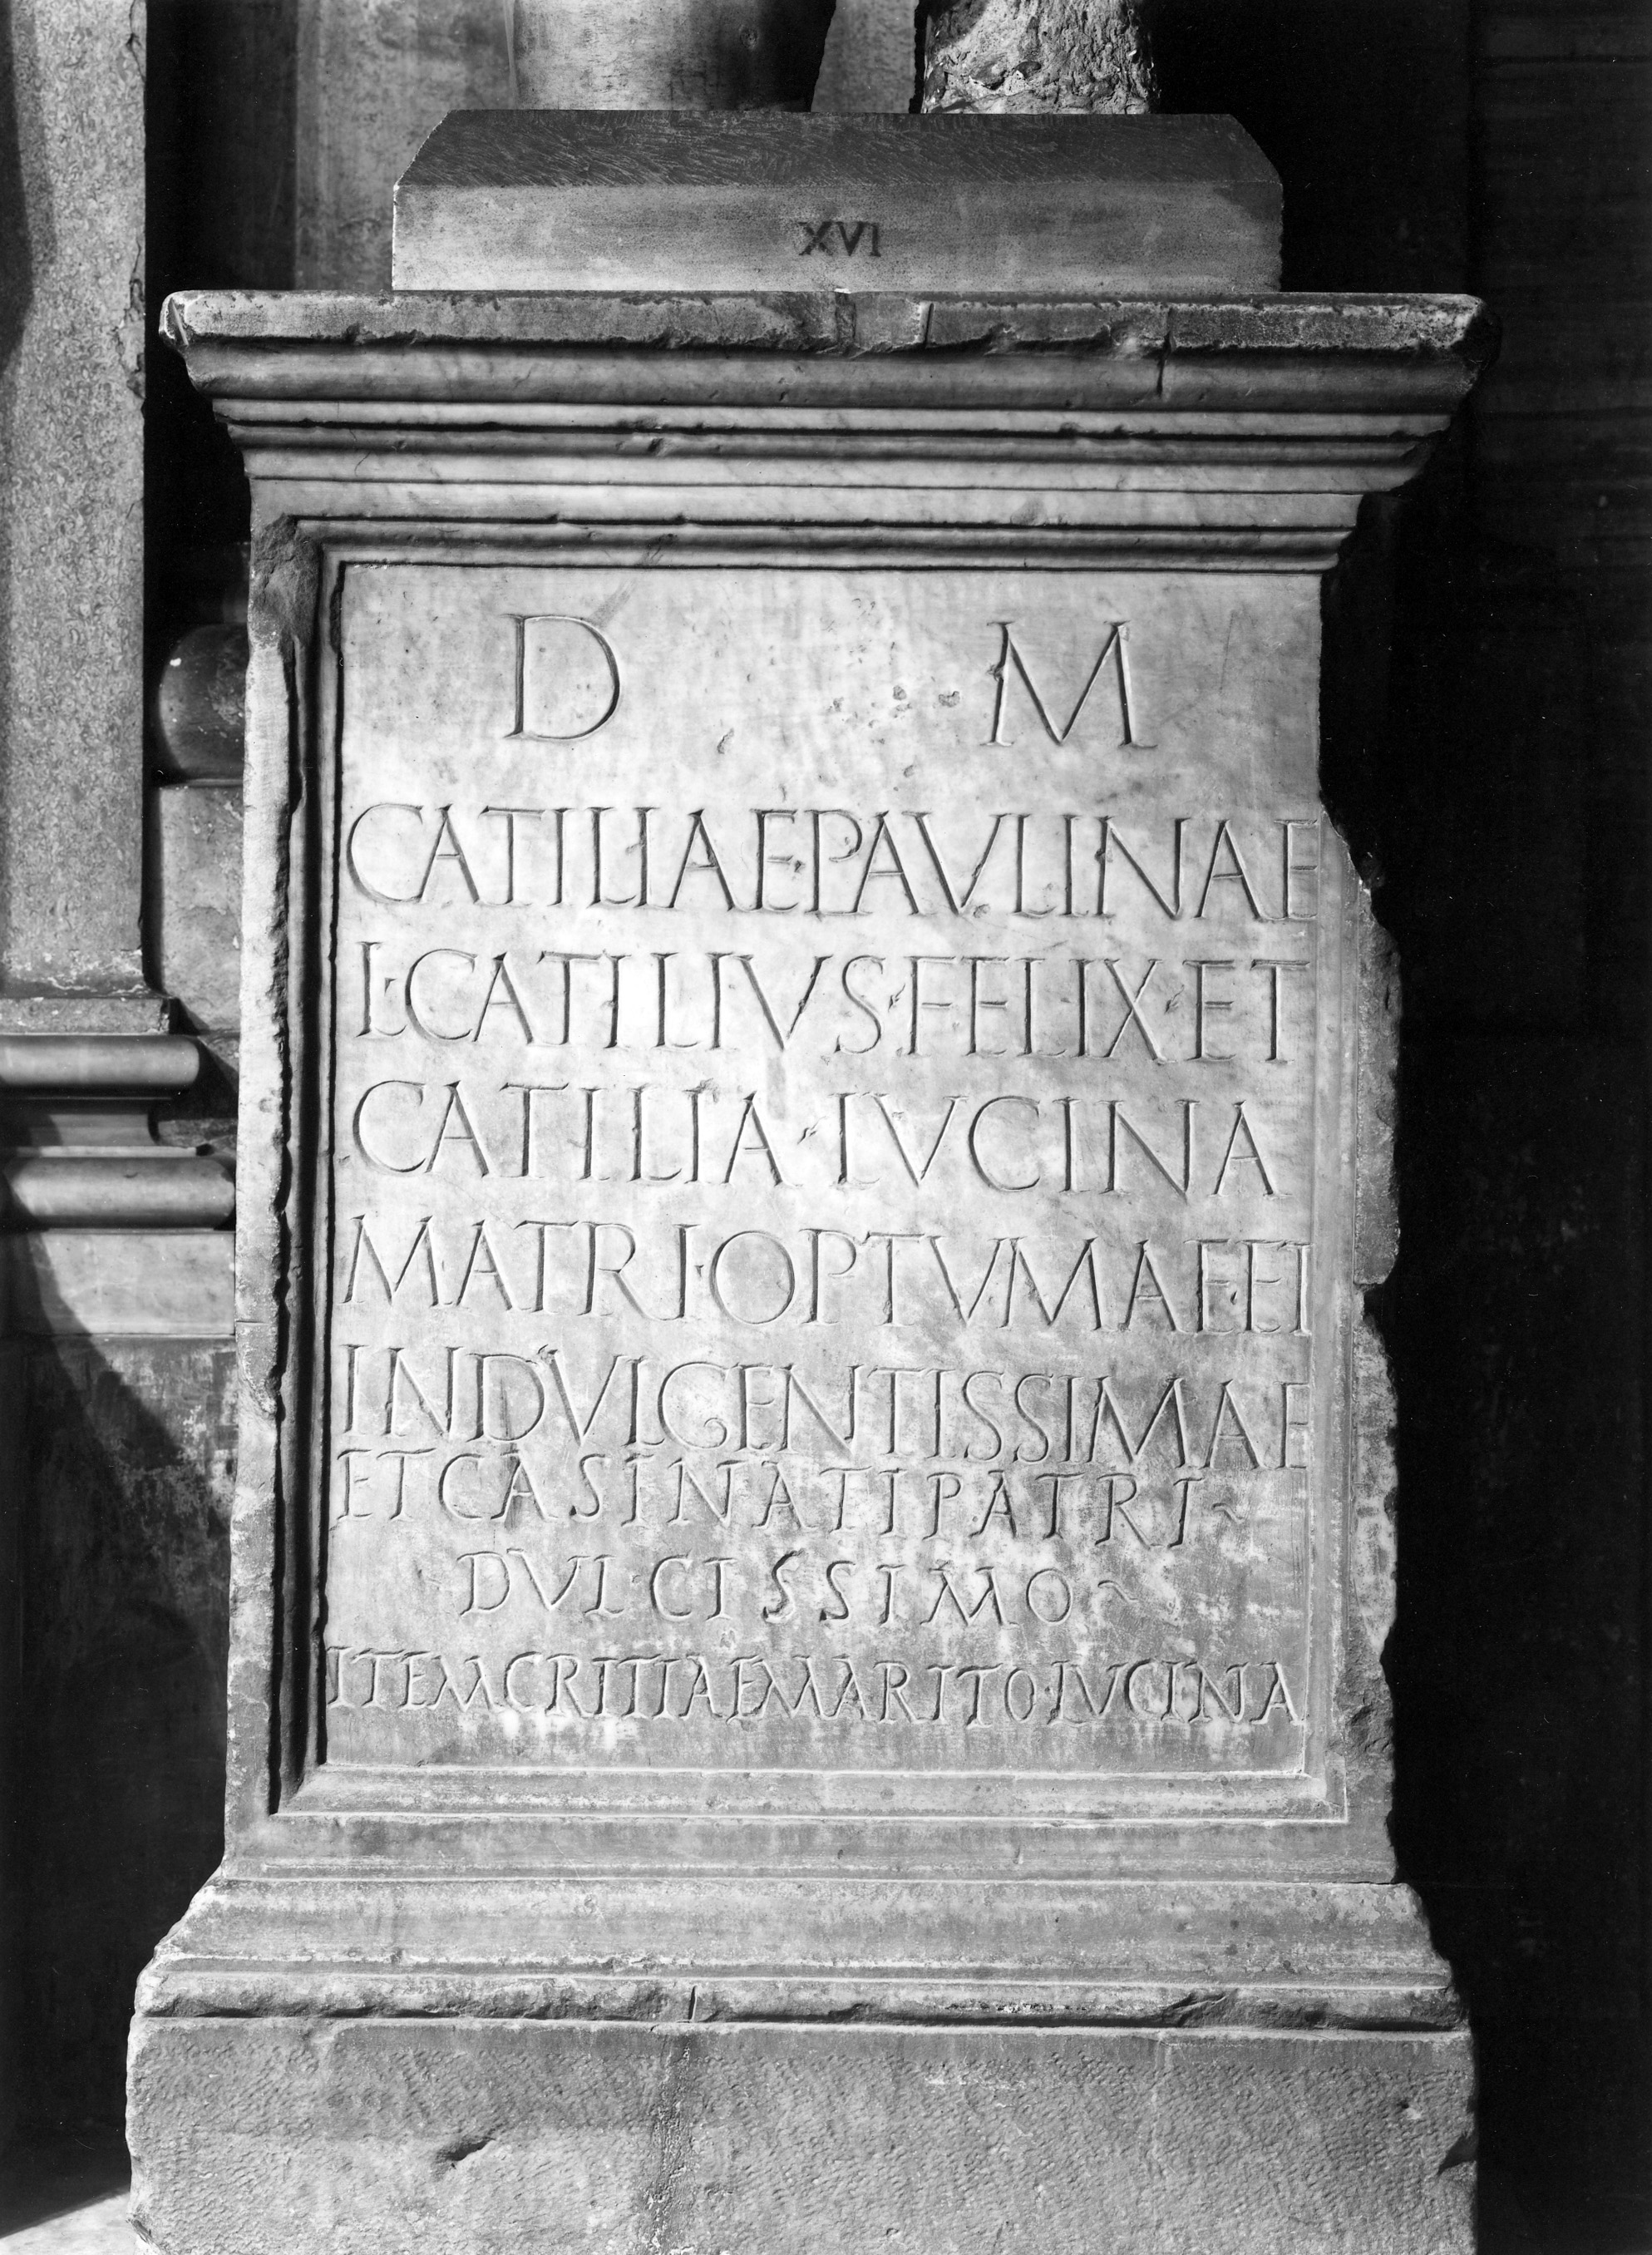 XVI
D M
CATILIAE·PAVLINAE
L·CATILIVS·FELIX·ET
CATILIA·LVCINA
MATRI·OPTVMAE·ET
INDVLGENTISSIMAE
ET CASINATI PATRI
DVLCISSIMO
ITEM CRITIAE MARITO·LVCINA